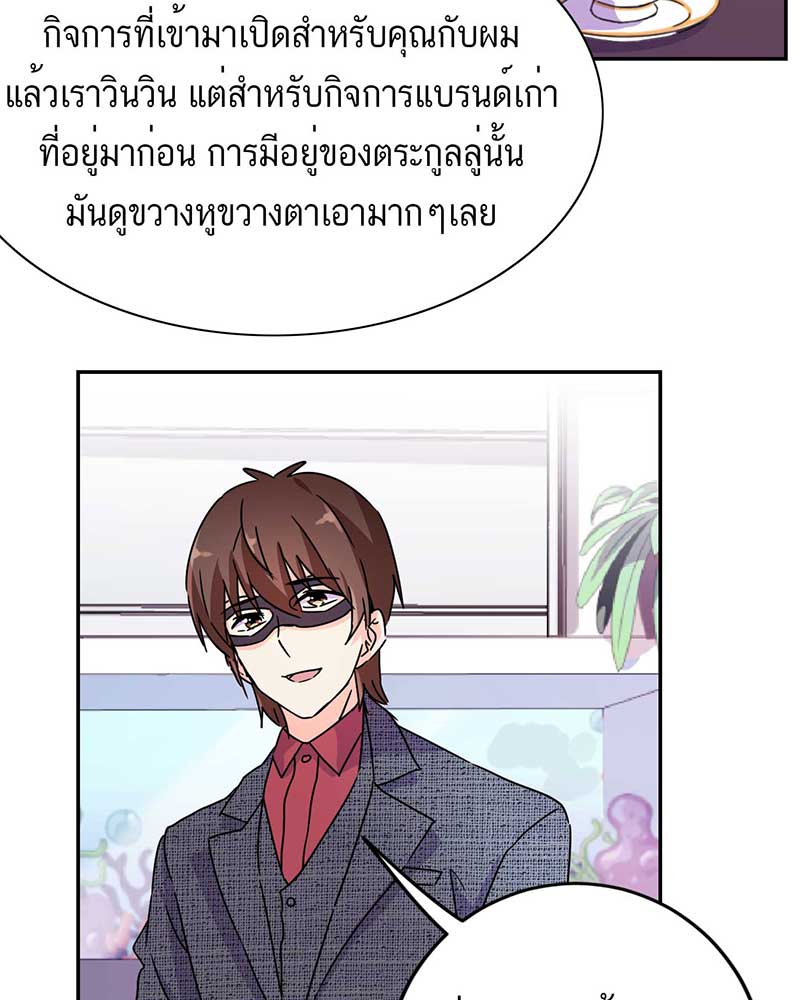 กิจการที่เข้ามาเปิดสำหรับคุณกับผม
แล้วเราวินวิน แต่สำหรับกิจการแบรนด์เก่า
ที่อยู่มาก่อน การมีอยู่ของตระกูลลู่นั้น
มันดูขวางหูขวางตาเอามากๆเลย